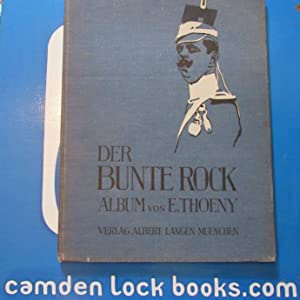 DER
BUNTE ROCK
ALBUM VON E. THOENY
VERLAG ALBERT LANGEN MUENCHEN
camden Lock books.com